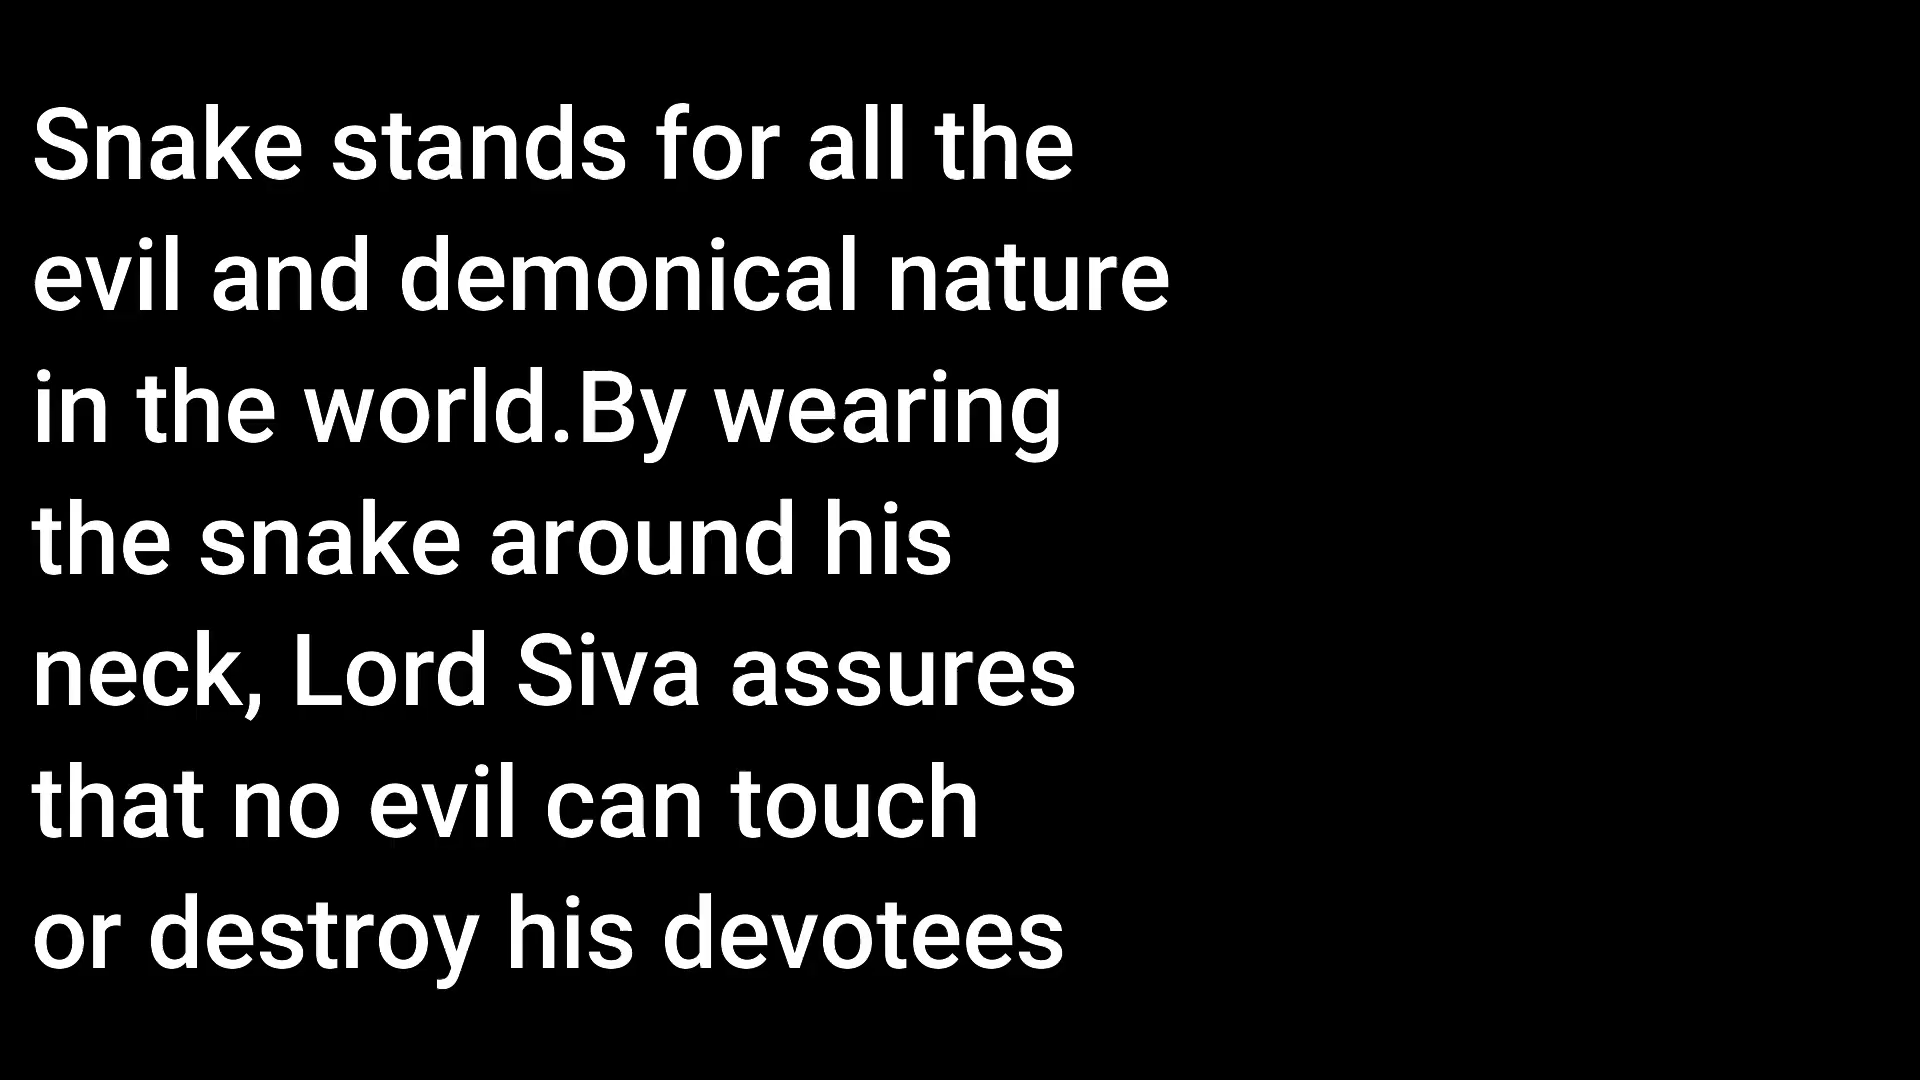 Snake stands for all the
evil and demonical nature
in the world.By wearing
the snake around his
neck, Lord Siva assures
that no evil can touch
or destroy his devotees